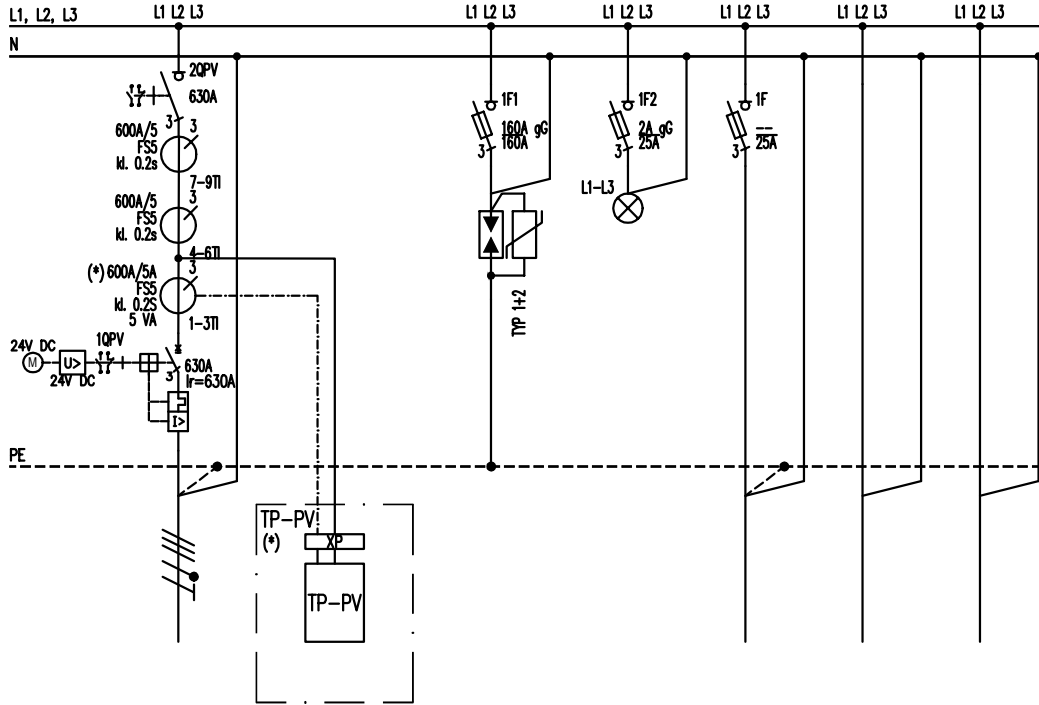 L1, L2, L3
L1 L2 L3
L1 L2 L3
L1 L2 L3
L1 L2 L3
L1 L2 L3
L1 L2 L3
N
2QPV
630A
3
600A/5
FS5
kl. 0.2s
3
7-9TI
600A/5
FS5
kl. 0.2s
3
4-6TI
(*) 600A/5A
FS5
kl. 0.2S
5 VA
3
1-3TI
1QPV
24V DC
M
U>
24V DC
630A
Ir=630A
3
I>
1F1
160A gG
160A
3
TYP 1+2
1F2
2A gG
25A
3
L1-L3
1F
--
25A
3
PE
TP-PV
(*)
XP
TP-PV